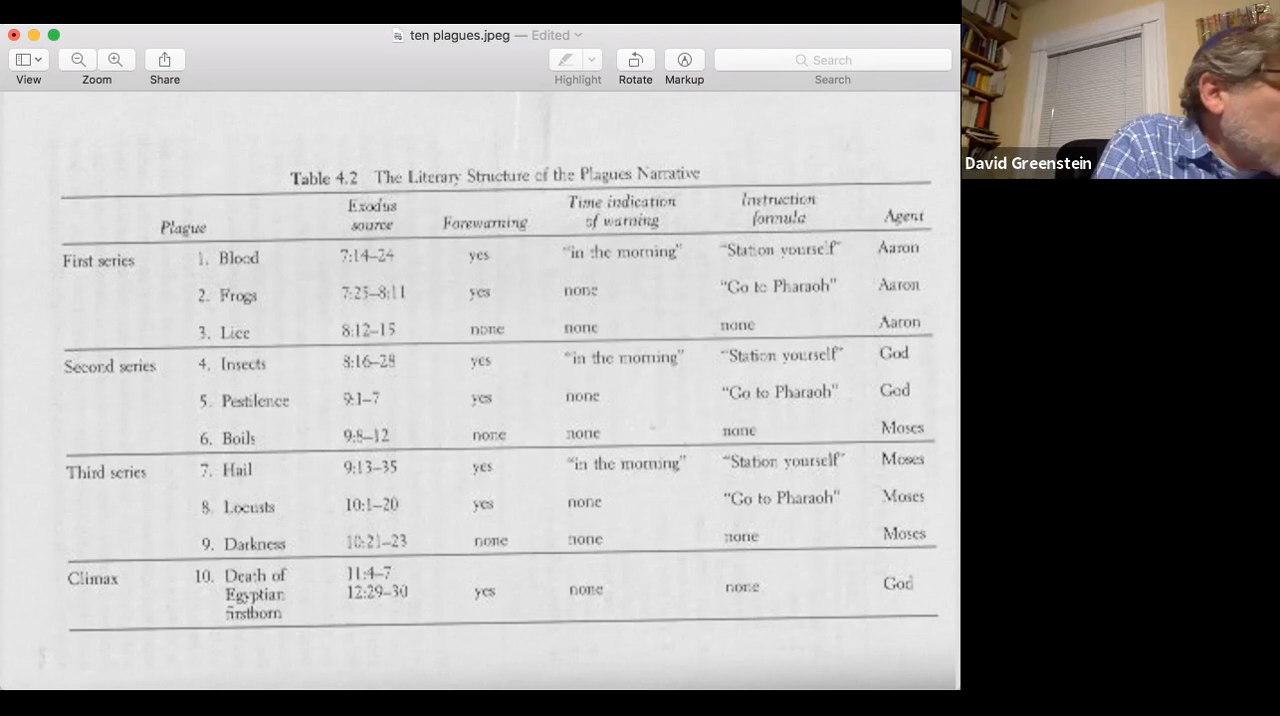 ten plagues.jpeg — Edited
View Zoom Share Highlight Rotate Markup Search
Search
David Greenstein
Table 4.2 The Literary Structure of the Plagues Narrative
Plague Exodus source Forewarning Time indication of warning Instruction formula Agent
First series 1. Blood 7:14–24 yes "in the morning" "Station yourself" Aaron
2. Frogs 7:25–8:11 yes none "Go to Pharaoh" Aaron
3. Lice 8:12–15 none none none Aaron
Second series 4. Insects 8:16–28 yes "in the morning" "Station yourself" God
5. Pestilence 9:1–7 yes none "Go to Pharaoh" God
6. Boils 9:8–12 none none none Moses
Third series 7. Hail 9:13–35 yes "in the morning" "Station yourself" Moses
8. Locusts 10:1–20 yes none "Go to Pharaoh" Moses
9. Darkness 10:21–23 none none none Moses
Climax 10. Death of Egyptian firstborn 11:4–7 12:29–30 yes none none God